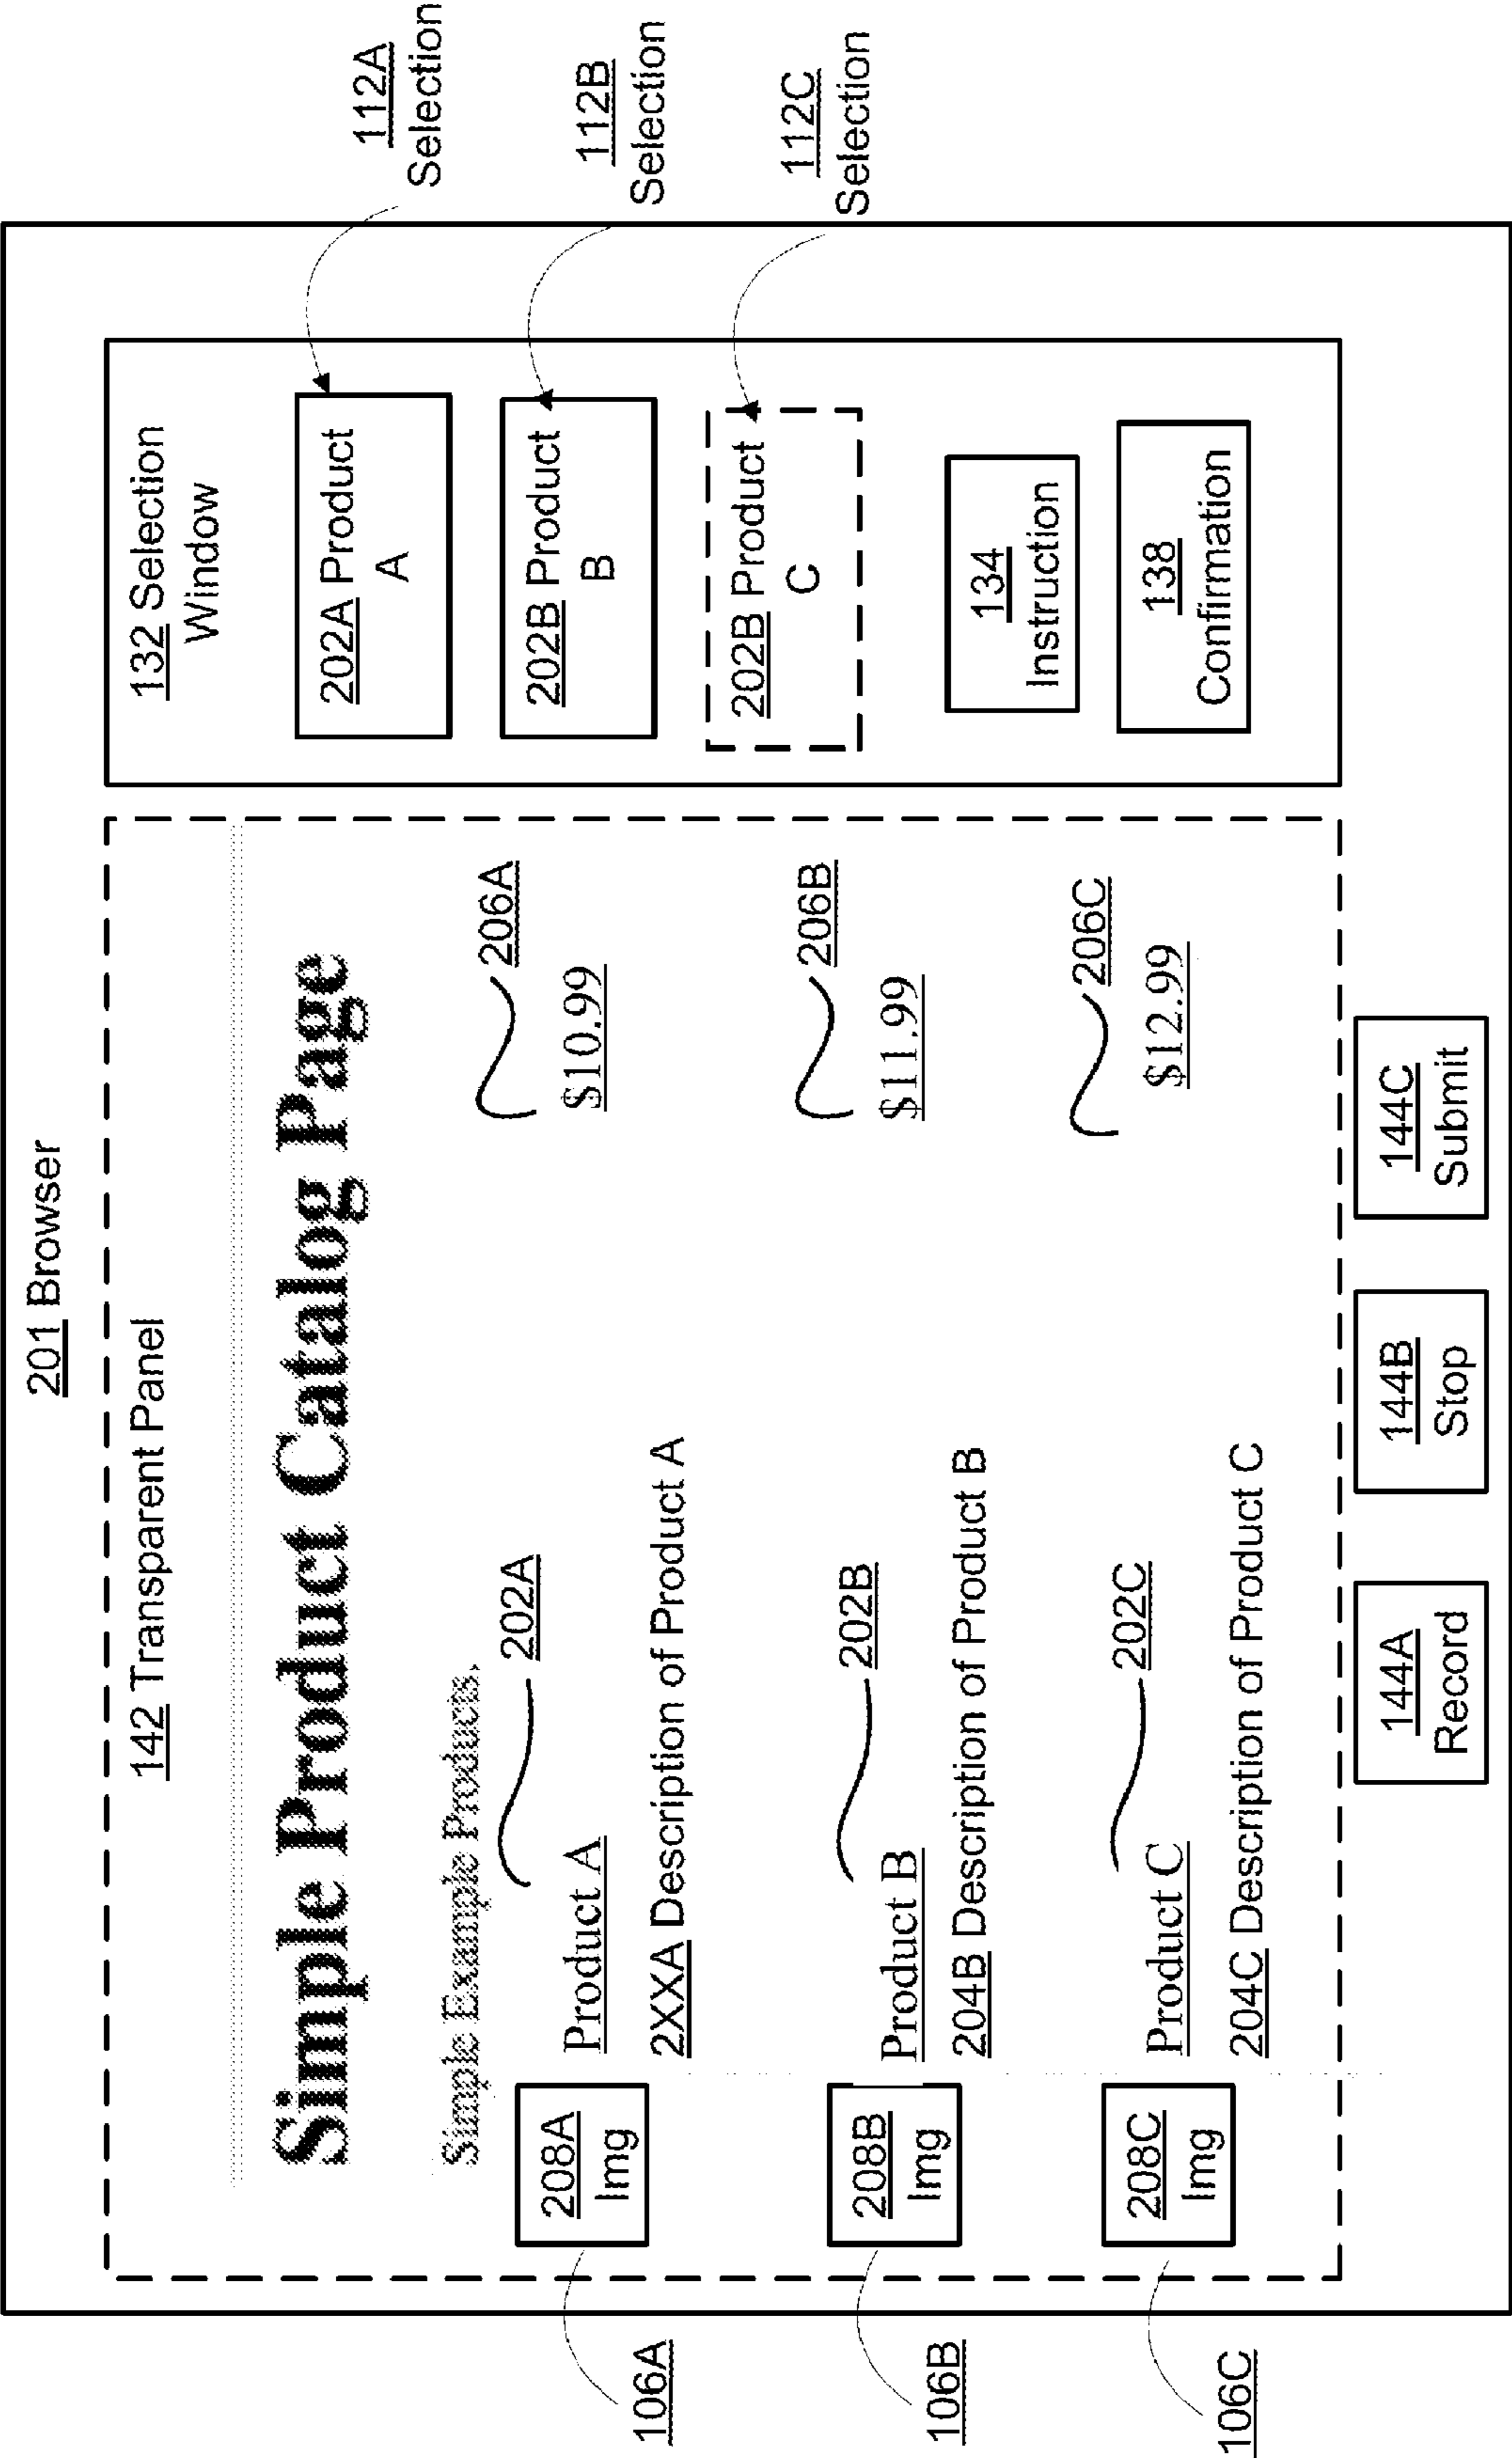 201 Browser
142 Transparent Panel
Simple Product Catalog Page
Simple Example Products.
106A
208A
Img
Product A
202A
206A
$10.99
2XXA Description of Product A
106B
208B
Img
Product B
202B
206B
$11.99
204B Description of Product B
106C
208C
Img
Product C
202C
206C
$12.99
204C Description of Product C
144A
Record
144B
Stop
144C
Submit
132 Selection
Window
202A Product
A
202B Product
B
202B Product
C
134
Instruction
138
Confirmation
112A
Selection
112B
Selection
112C
Selection